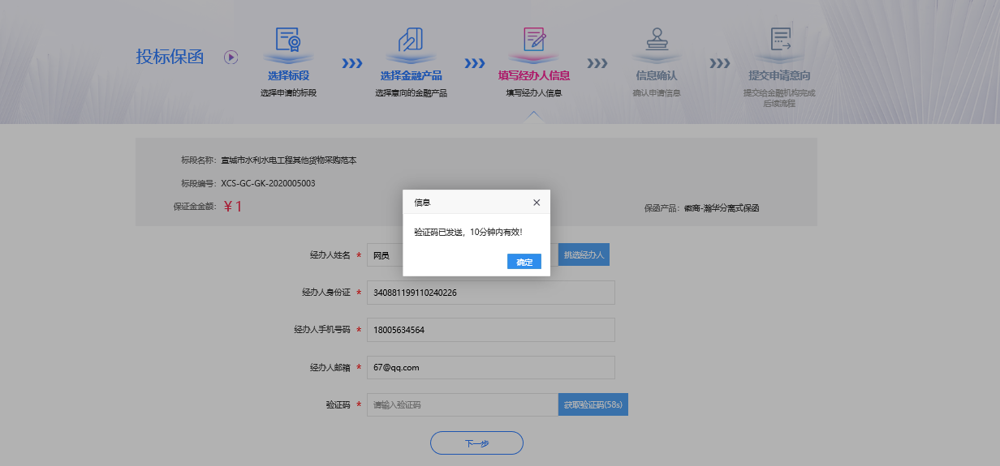 投标保函
选择标段
选择申请的标段
选择金融产品
选择意向的金融产品
填写经办人信息
填写经办人信息
信息确认
确认申请信息
提交申请意向
提交给金融机构完成
后续流程
标段名称: 宣城市水利水电工程其他货物采购范本
标段编号: XCS-GC-GK-2020005003
保证金金额: ¥ 1
保函产品: 徽商-瀚华分离式保函
信息
验证码已发送，10分钟内有效!
确定
经办人姓名 * 网员 挑选经办人
经办人身份证 * 340881199110240226
经办人手机号码 * 18005634564
经办人邮箱 * 67@qq.com
验证码 * 请输入验证码 获取验证码(58s)
下一步